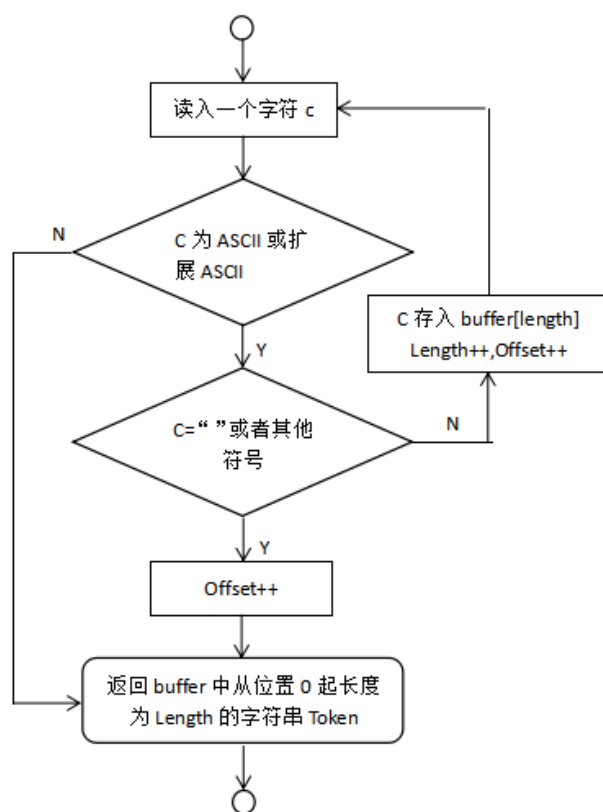 读入一个字符 c
N
C 为 ASCII 或扩
展 ASCII
C 存入 buffer[length]
Length++,Offset++
Y
C=“ ”或者其他
符号
N
Y
Offset++
返回 buffer 中从位置 0 起长度
为 Length 的字符串 Token